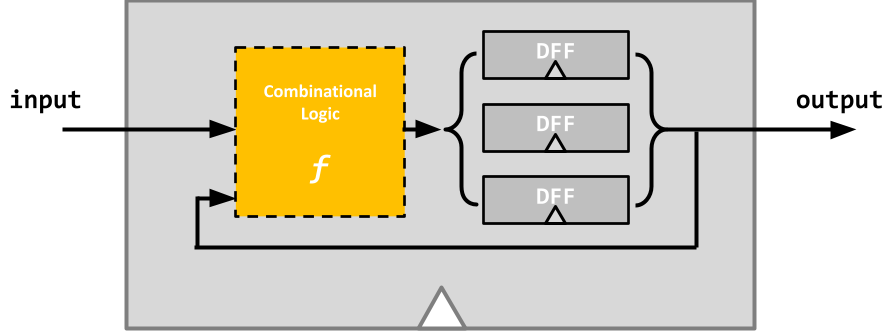 input
Combinational
Logic
f
DFF
DFF
DFF
output